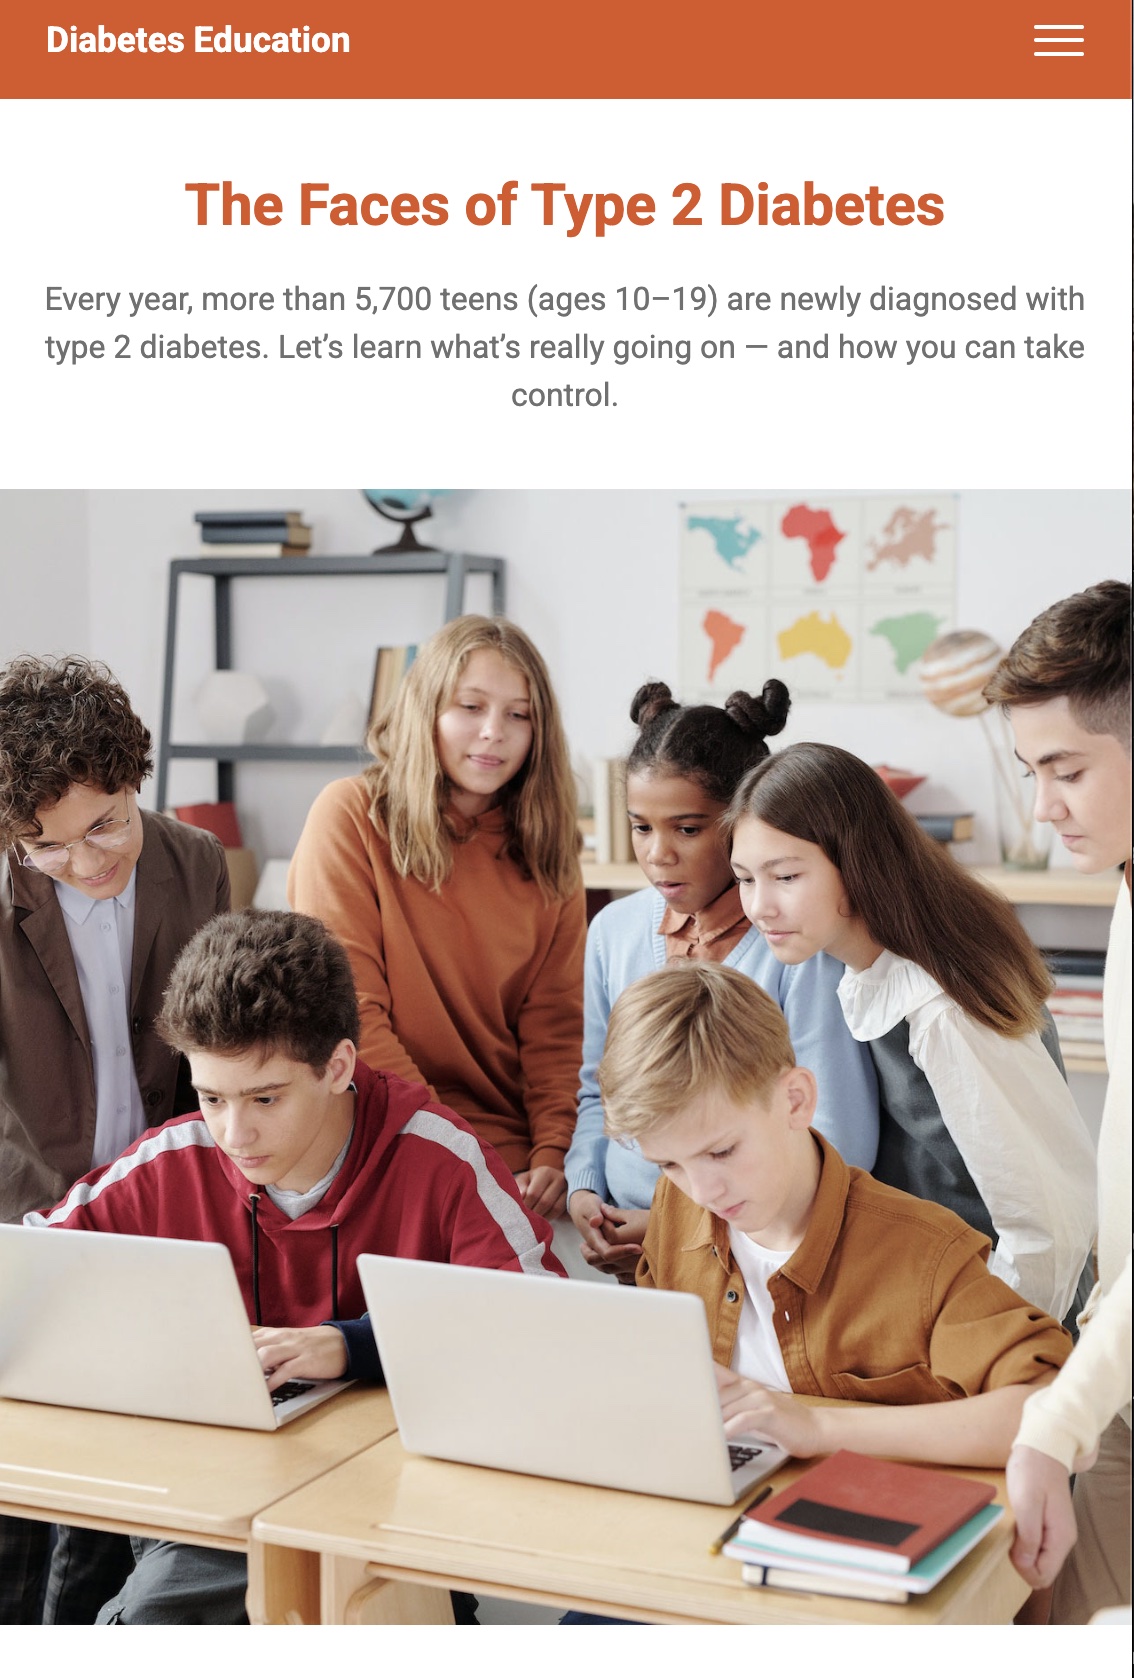 Diabetes Education
The Faces of Type 2 Diabetes
Every year, more than 5,700 teens (ages 10–19) are newly diagnosed with
type 2 diabetes. Let’s learn what’s really going on — and how you can take
control.